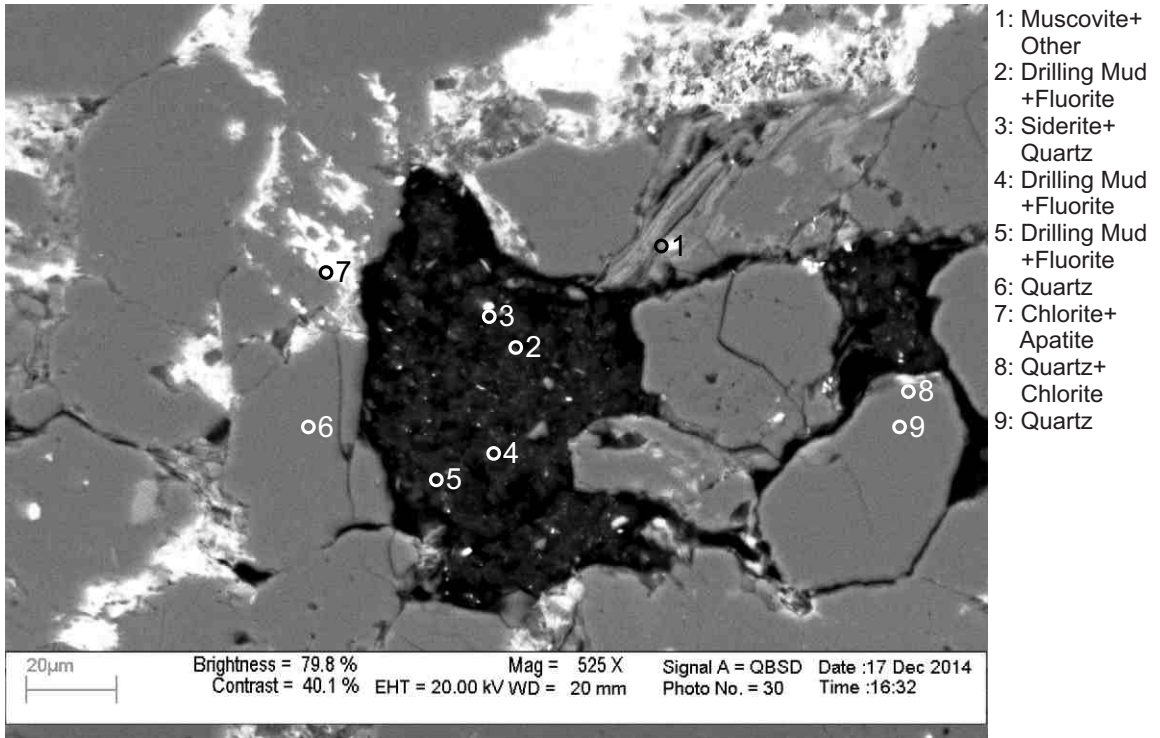 1: Muscovite+
Other
2: Drilling Mud
+Fluorite
3: Siderite+
Quartz
4: Drilling Mud
+Fluorite
5: Drilling Mud
+Fluorite
6: Quartz
7: Chlorite+
Apatite
8: Quartz+
Chlorite
9: Quartz
1
7
3
2
8
6
9
4
5
20µm
Brightness = 79.8 %
Contrast = 40.1 %
EHT = 20.00 kV
Mag = 525 X
WD = 20 mm
Signal A = QBSD
Photo No. = 30
Date :17 Dec 2014
Time :16:32